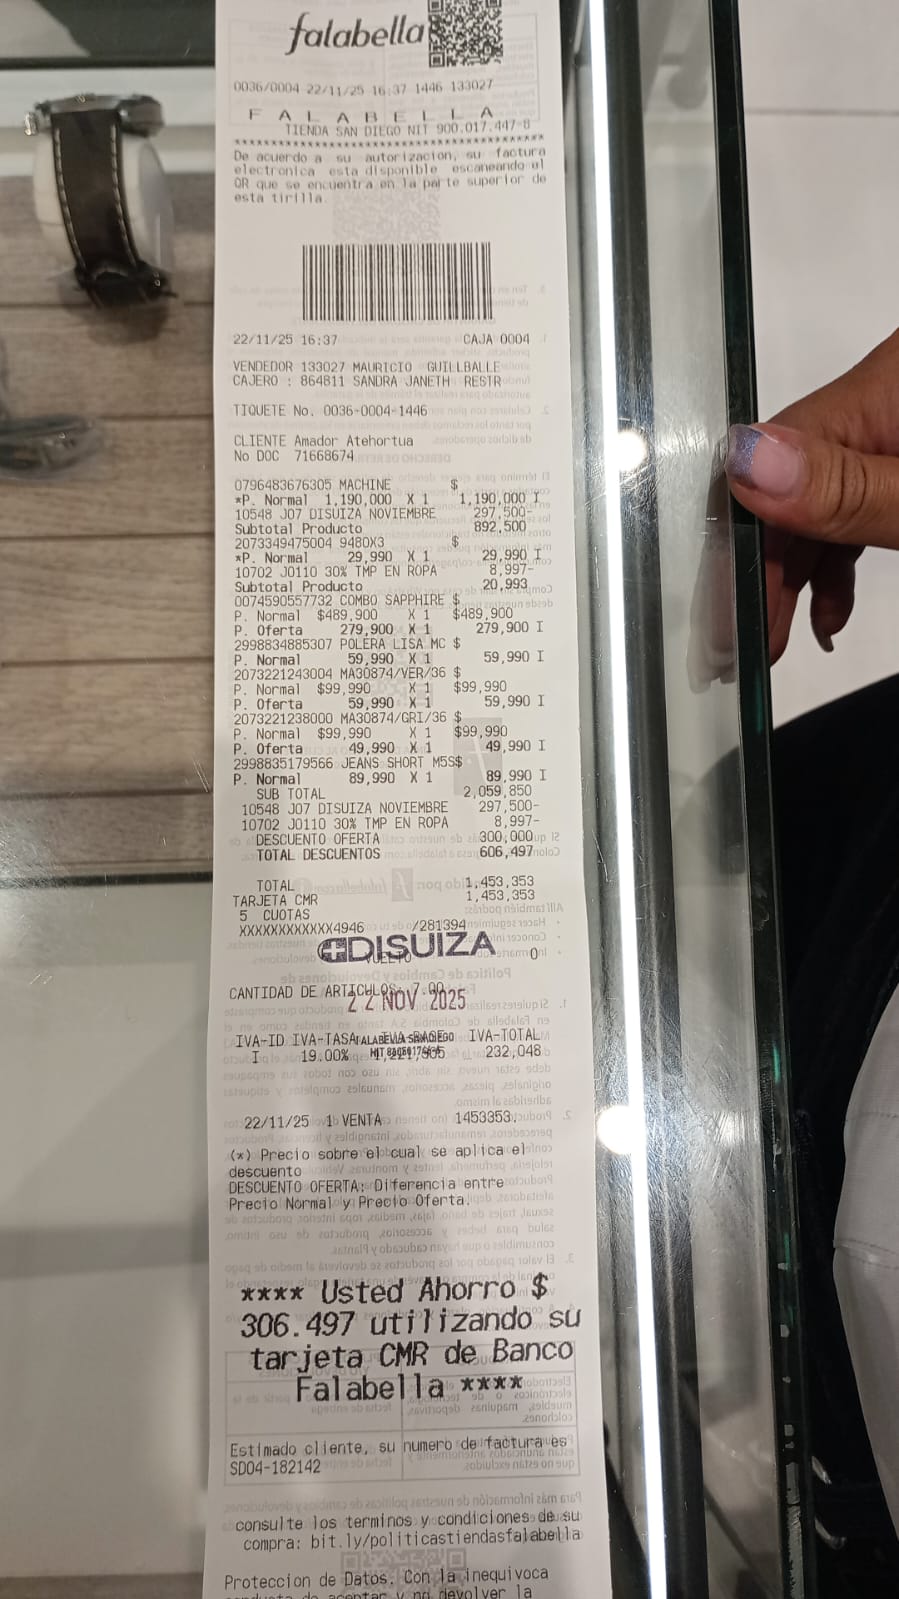 falabella
0036/0004 22/11/25 16:37 1446 133027
F A L A B E L L A
TIENDA SAN DIEGO NIT 900.017.447-8
****************************************
De acuerdo a su autorizacion, su factura
electronica esta disponible escaneando el
QR que se encuentra en la parte superior de
esta tirilla.
22/11/25 16:37 CAJA 0004
VENDEDOR 133027 MAURICIO GUILLBALLE
CAJERO : 864811 SANDRA JANETH RESTR
TIQUETE No. 0036-0004-1446
CLIENTE Amador Atehortua
No DOC 71668674
0796483676305 MACHINE $
*P. Normal 1,190,000 X 1 1,190,000 I
10548 J07 DISUIZA NOVIEMBRE 297,500-
Subtotal Producto 892,500
2073349475004 9480X3 $
*P. Normal 29,990 X 1 29,990 I
10702 J0110 30% TMP EN ROPA 8,997-
Subtotal Producto 20,993
0074590557732 COMBO SAPPHIRE $
P. Normal $489,900 X 1 $489,900
P. Oferta 279,900 X 1 279,900 I
2998834885307 POLERA LISA MC $
P. Normal 59,990 X 1 59,990 I
2073221243004 MA30874/VER/36 $
P. Normal $99,990 X 1 $99,990
P. Oferta 59,990 X 1 59,990 I
2073221238000 MA30874/GRI/36 $
P. Normal $99,990 X 1 $99,990
P. Oferta 49,990 X 1 49,990 I
2998835179566 JEANS SHORT M5S$
P. Normal 89,990 X 1 89,990 I
SUB TOTAL 2,059,850
10548 J07 DISUIZA NOVIEMBRE 297,500-
10702 J0110 30% TMP EN ROPA 8,997-
DESCUENTO OFERTA 300,000
TOTAL DESCUENTOS 606,497
TOTAL 1,453,353
TARJETA CMR 1,453,353
5 CUOTAS
XXXXXXXXXXXX4946 /281394
DISUIZA
VUELTO 0
CANTIDAD DE ARTICULOS: 7.00
22 NOV 2025
IVA-ID IVA-TASA IVA-BASE IVA-TOTAL
FALABELLA SAN DIEGO
I 19.00% 232,048
22/11/25 1 VENTA 1453353.
(*) Precio sobre el cual se aplica el
descuento
DESCUENTO OFERTA: Diferencia entre
Precio Normal y Precio Oferta.
**** Usted Ahorro $
306.497 utilizando su
tarjeta CMR de Banco
Falabella ****
Estimado cliente, su numero de factura es
SD04-182142
consulte los terminos y condiciones de su
compra: bit.ly/politicastiendasfalabella
Proteccion de Datos. Con la inequivoca
conducta de aceptar y no devolver la